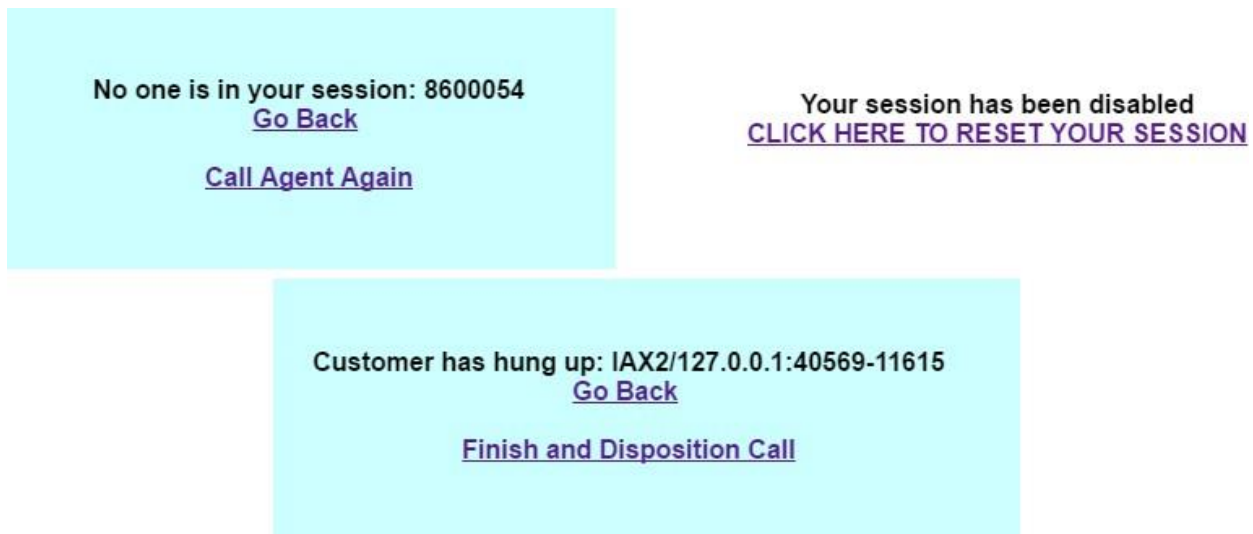 No one is in your session: 8600054
Go Back
Call Agent Again
Your session has been disabled
CLICK HERE TO RESET YOUR SESSION
Customer has hung up: IAX2/127.0.0.1:40569-11615
Go Back
Finish and Disposition Call